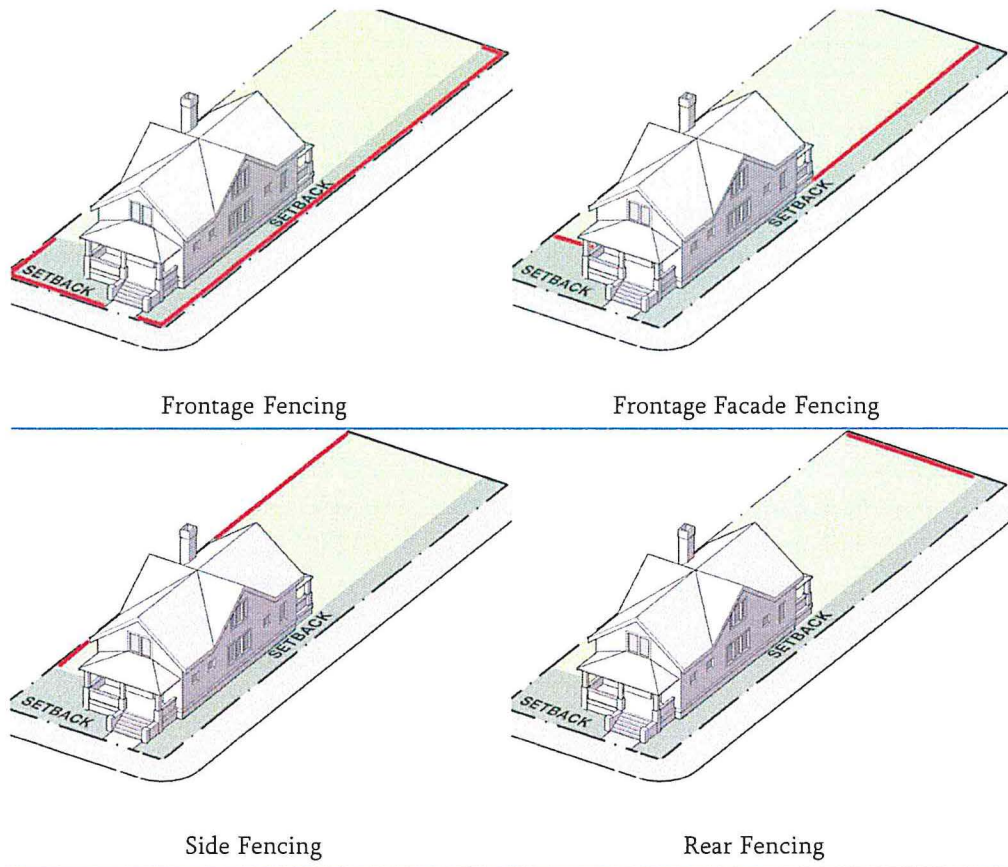 SETBACK
SETBACK
SETBACK
SETBACK
Frontage Fencing
Frontage Facade Fencing
SETBACK
SETBACK
SETBACK
SETBACK
Side Fencing
Rear Fencing